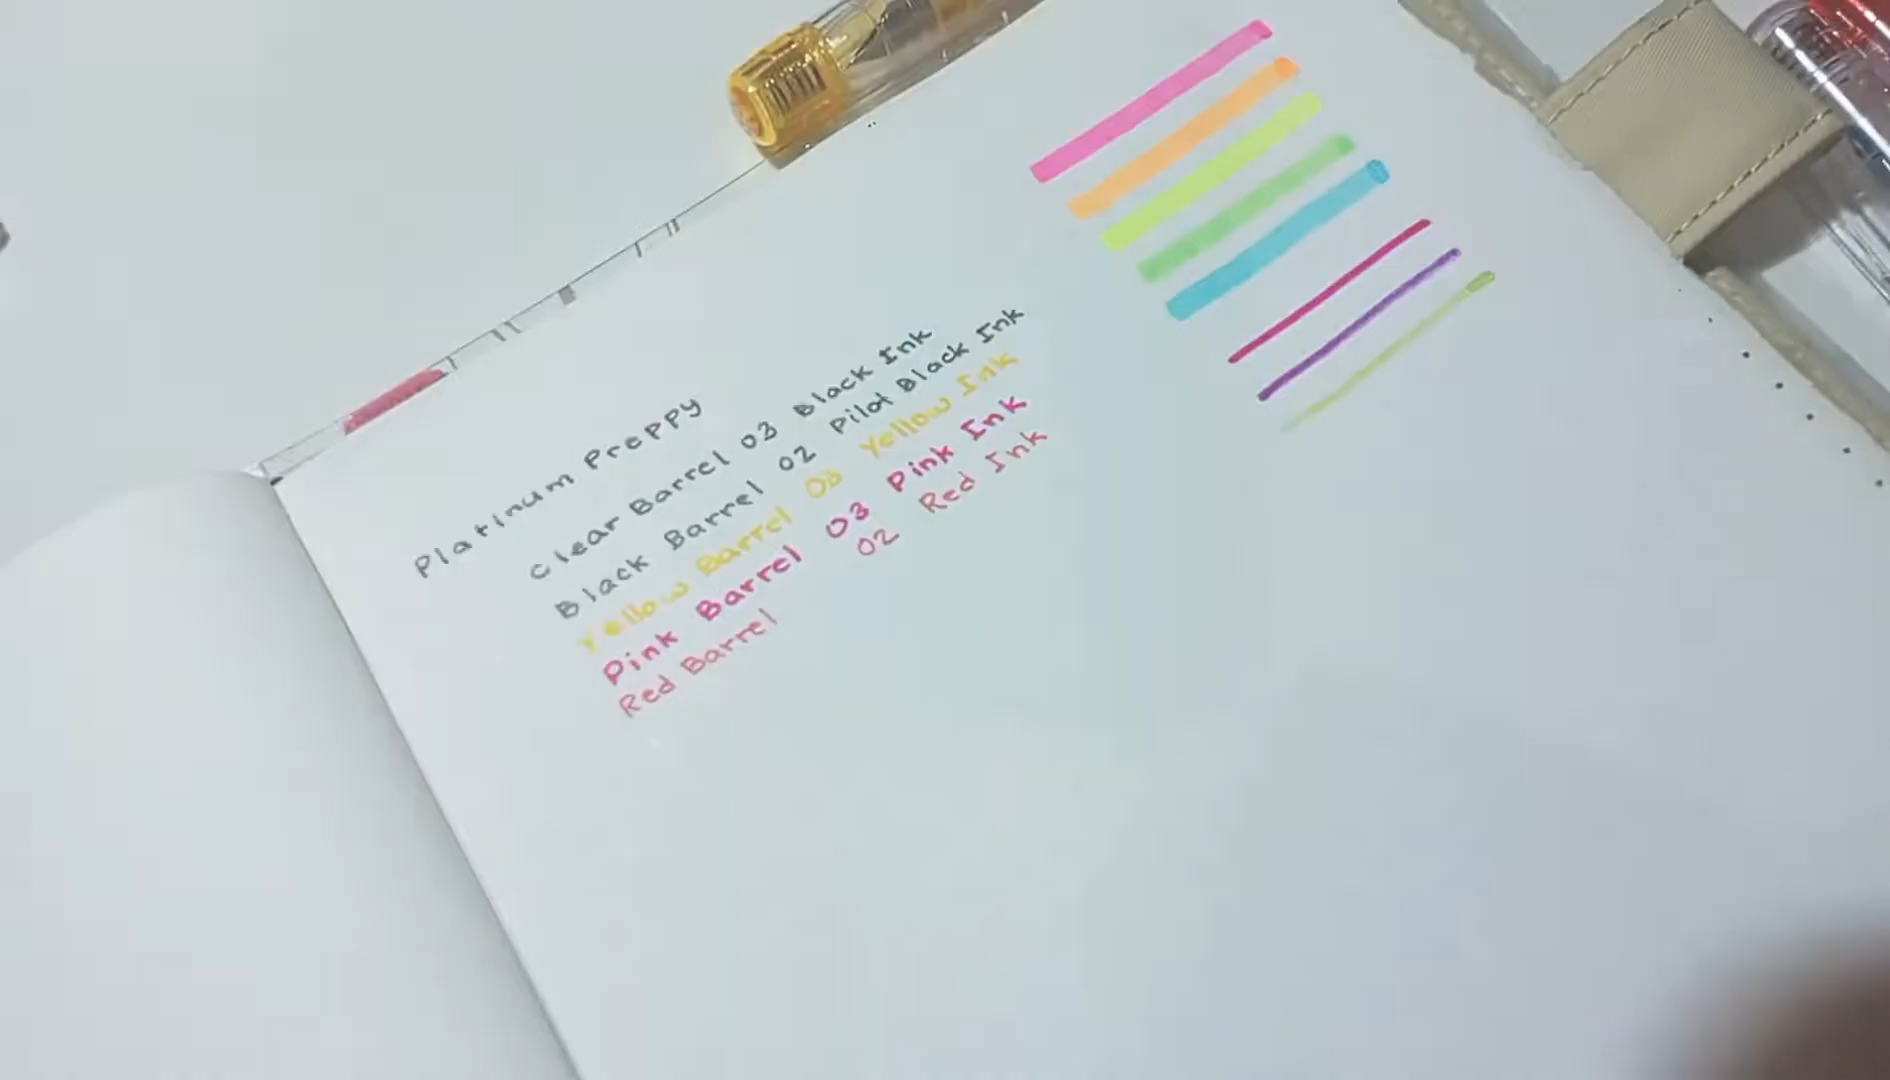 Platinum Preppy
Clear Barrel 03 Black Ink
Black Barrel 02 Pilot Black Ink
Yellow Barrel 03 Yellow Ink
Pink Barrel 03 Pink Ink
Red Barrel 02 Red Ink